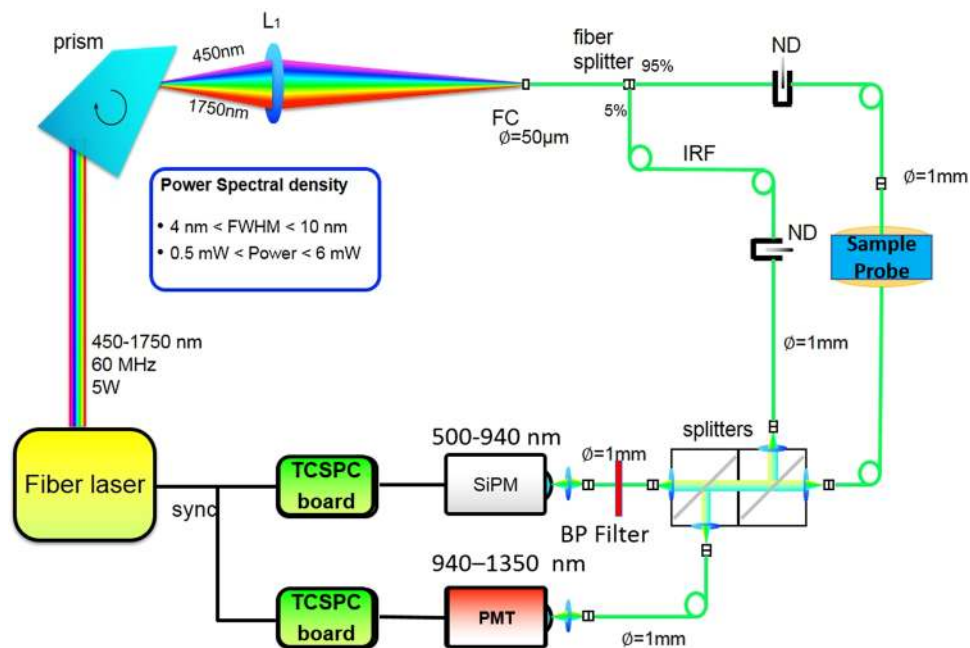 prism
L1
450nm
1750nm
fiber
splitter
95%
5%
ND
FC
Ø=50µm
IRF
Ø=1mm
Power Spectral density
• 4 nm < FWHM < 10 nm
• 0.5 mW < Power < 6 mW
ND
Sample
Probe
450-1750 nm
60 MHz
5W
Ø=1mm
Fiber laser
sync
TCSPC
board
500-940 nm
SiPM
Ø=1mm
BP Filter
splitters
TCSPC
board
940–1350 nm
PMT
Ø=1mm